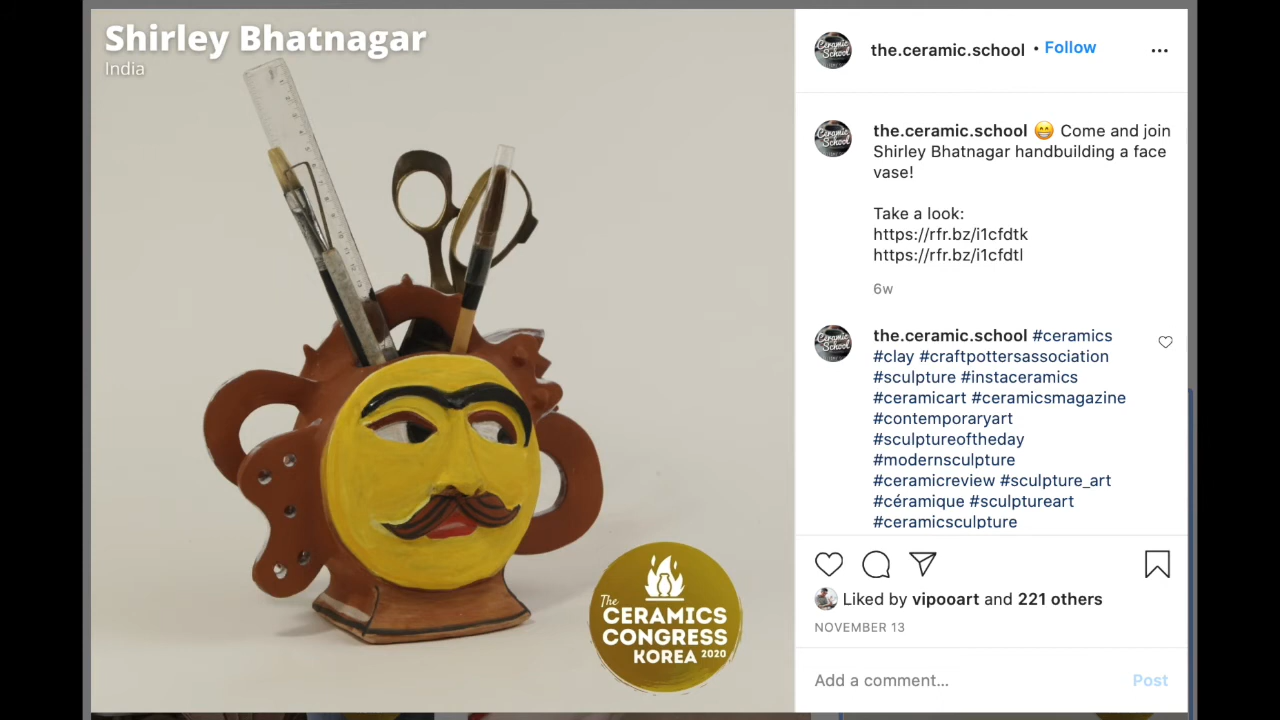 Shirley Bhatnagar
India
The
CERAMICS
CONGRESS
KOREA 2020
the.ceramic.school • Follow
the.ceramic.school 😁 Come and join
Shirley Bhatnagar handbuilding a face
vase!
Take a look:
https://rfr.bz/i1cfdtk
https://rfr.bz/i1cfdtl
6w
the.ceramic.school #ceramics
#clay #craftpottersassociation
#sculpture #instaceramics
#ceramicart #ceramicsmagazine
#contemporaryart
#sculptureoftheday
#modernsculpture
#ceramicreview #sculpture_art
#céramique #sculptureart
#ceramicsculpture
Liked by vipooart and 221 others
NOVEMBER 13
Add a comment...
Post